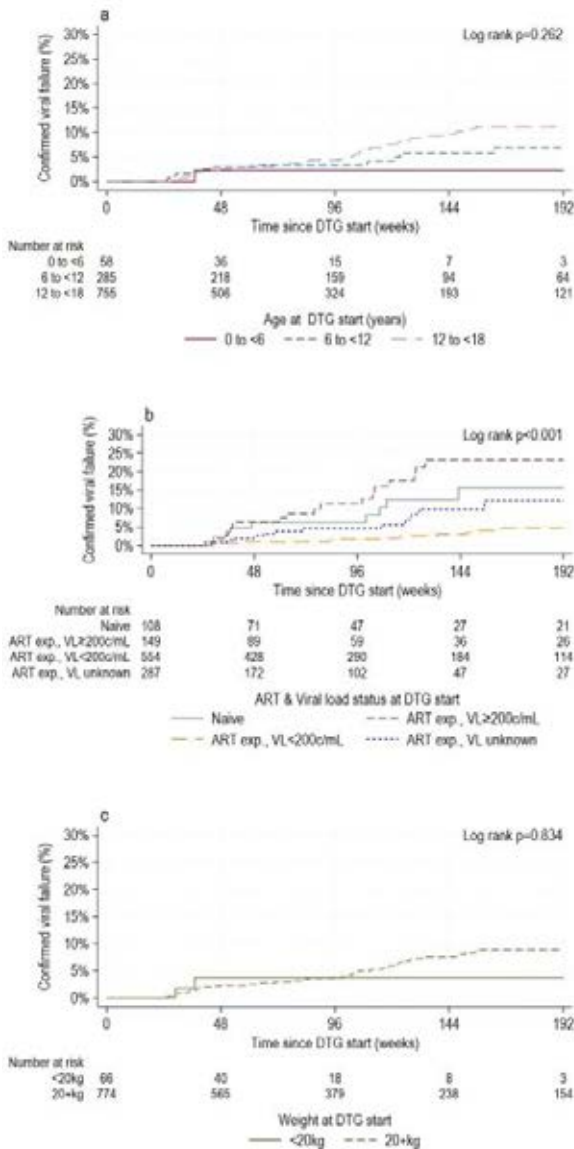 a
Log rank p=0.262
Confirmed viral failure (%)
30%
25%
20%
15%
10%
5%
0%
0 48 96 144 192
Time since DTG start (weeks)
Number at risk
0 to <6 58 36 15 7 3
6 to <12 285 218 159 94 64
12 to <18 755 506 324 193 121
Age at DTG start (years)
0 to <6 6 to <12 12 to <18
b
Log rank p<0.001
Confirmed viral failure (%)
30%
25%
20%
15%
10%
5%
0%
0 48 96 144 192
Time since DTG start (weeks)
Number at risk
Naive 108 71 47 27 21
ART exp., VL≥200c/mL 149 89 59 36 26
ART exp., VL<200c/mL 554 428 290 184 114
ART exp., VL unknown 287 172 102 47 27
ART & Viral load status at DTG start
Naive ART exp., VL≥200c/mL
ART exp., VL<200c/mL ART exp., VL unknown
c
Log rank p=0.834
Confirmed viral failure (%)
30%
25%
20%
15%
10%
5%
0%
0 48 96 144 192
Time since DTG start (weeks)
Number at risk
<20kg 66 40 18 8 3
20+kg 774 565 379 238 154
Weight at DTG start
<20kg 20+kg